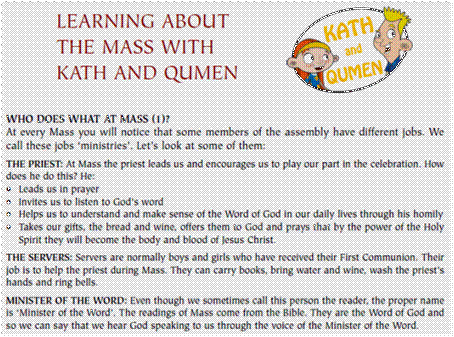 LEARNING ABOUT
THE MASS WITH
KATH AND QUMEN
KATH
and
QUMEN
WHO DOES WHAT AT MASS (1)?
At every Mass you will notice that some members of the assembly have different jobs. We
call these jobs ‘ministries’. Let’s look at some of them:
THE PRIEST: At Mass the priest leads us and encourages us to play our part in the celebration. How
does he do this? He:
• Leads us in prayer
• Invites us to listen to God’s word
• Helps us to understand and make sense of the Word of God in our daily lives through his homily
• Takes our gifts, the bread and wine, offers them to God and prays that by the power of the Holy
Spirit they will become the body and blood of Jesus Christ.
THE SERVERS: Servers are normally boys and girls who have received their First Communion. Their
job is to help the priest during Mass. They can carry books, bring water and wine, wash the priest’s
hands and ring bells.
MINISTER OF THE WORD: Even though we sometimes call this person the reader, the proper name
is ‘Minister of the Word’. The readings of Mass come from the Bible. They are the Word of God and
so we can say that we hear God speaking to us through the voice of the Minister of the Word.